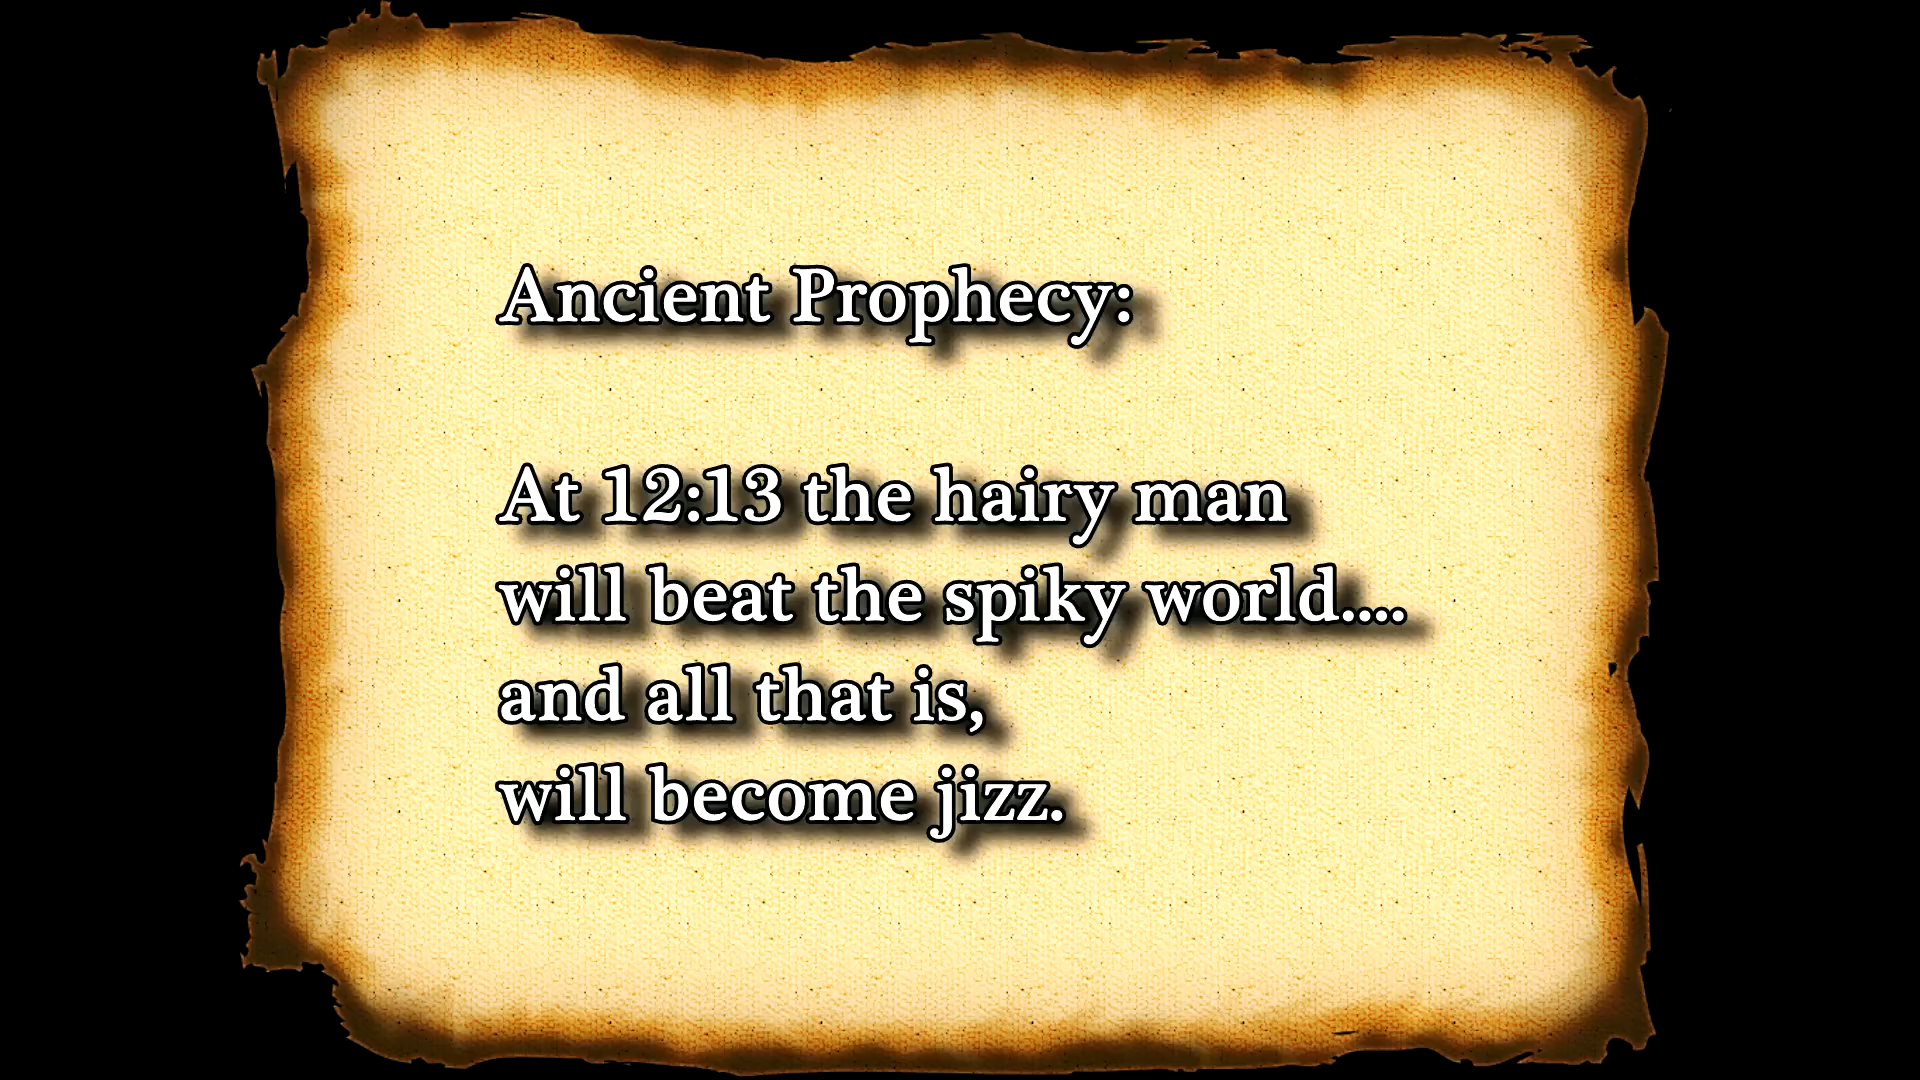 Ancient Prophecy:
At 12:13 the hairy man
will beat the spiky world....
and all that is,
will become jizz.